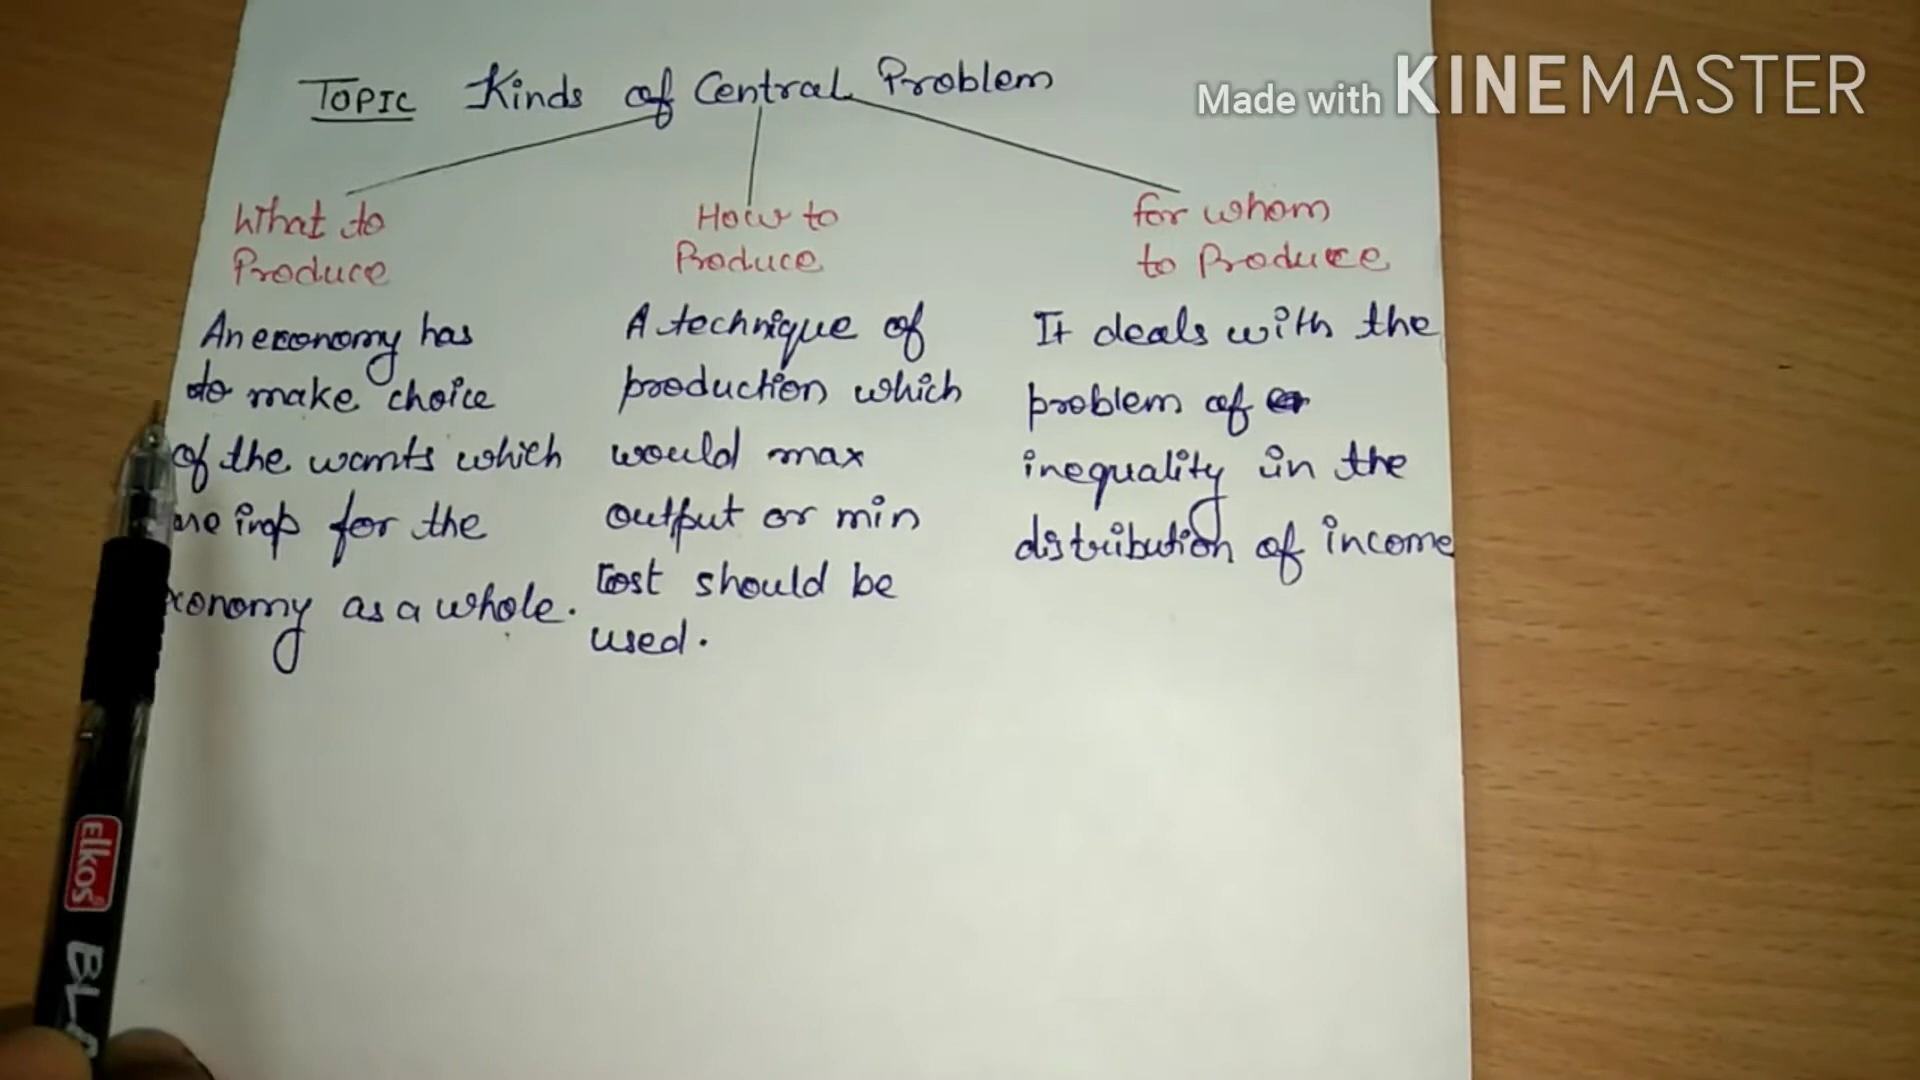 TOPIC Kinds of Central Problem
Made with KINEMASTER
What to
Produce
An economy has
to make choice
of the wants which
are imp for the
economy as a whole.
How to
Produce
A technique of
production which
would max
output or min
cost should be
used.
for whom
to Produce
It deals with the
problem of
inequality in the
distribution of income
elkos